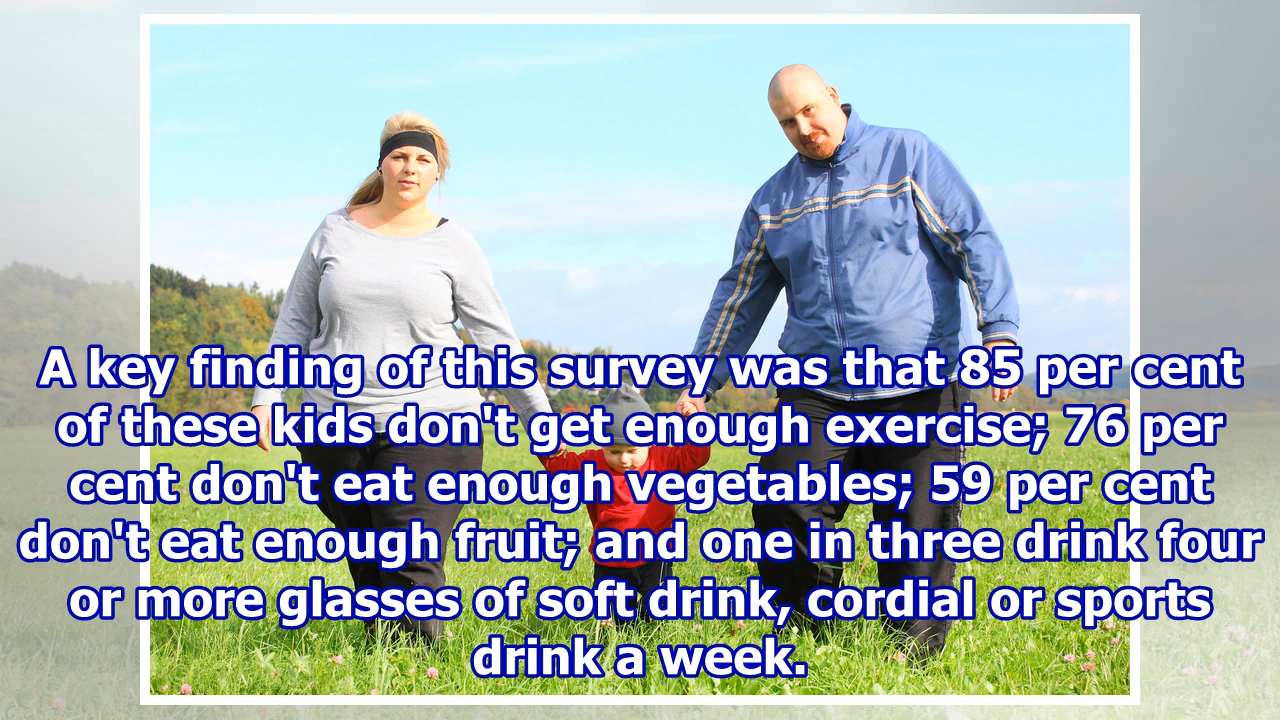 A key finding of this survey was that 85 per cent
of these kids don't get enough exercise; 76 per
cent don't eat enough vegetables; 59 per cent
don't eat enough fruit; and one in three drink four
or more glasses of soft drink, cordial or sports
drink a week.